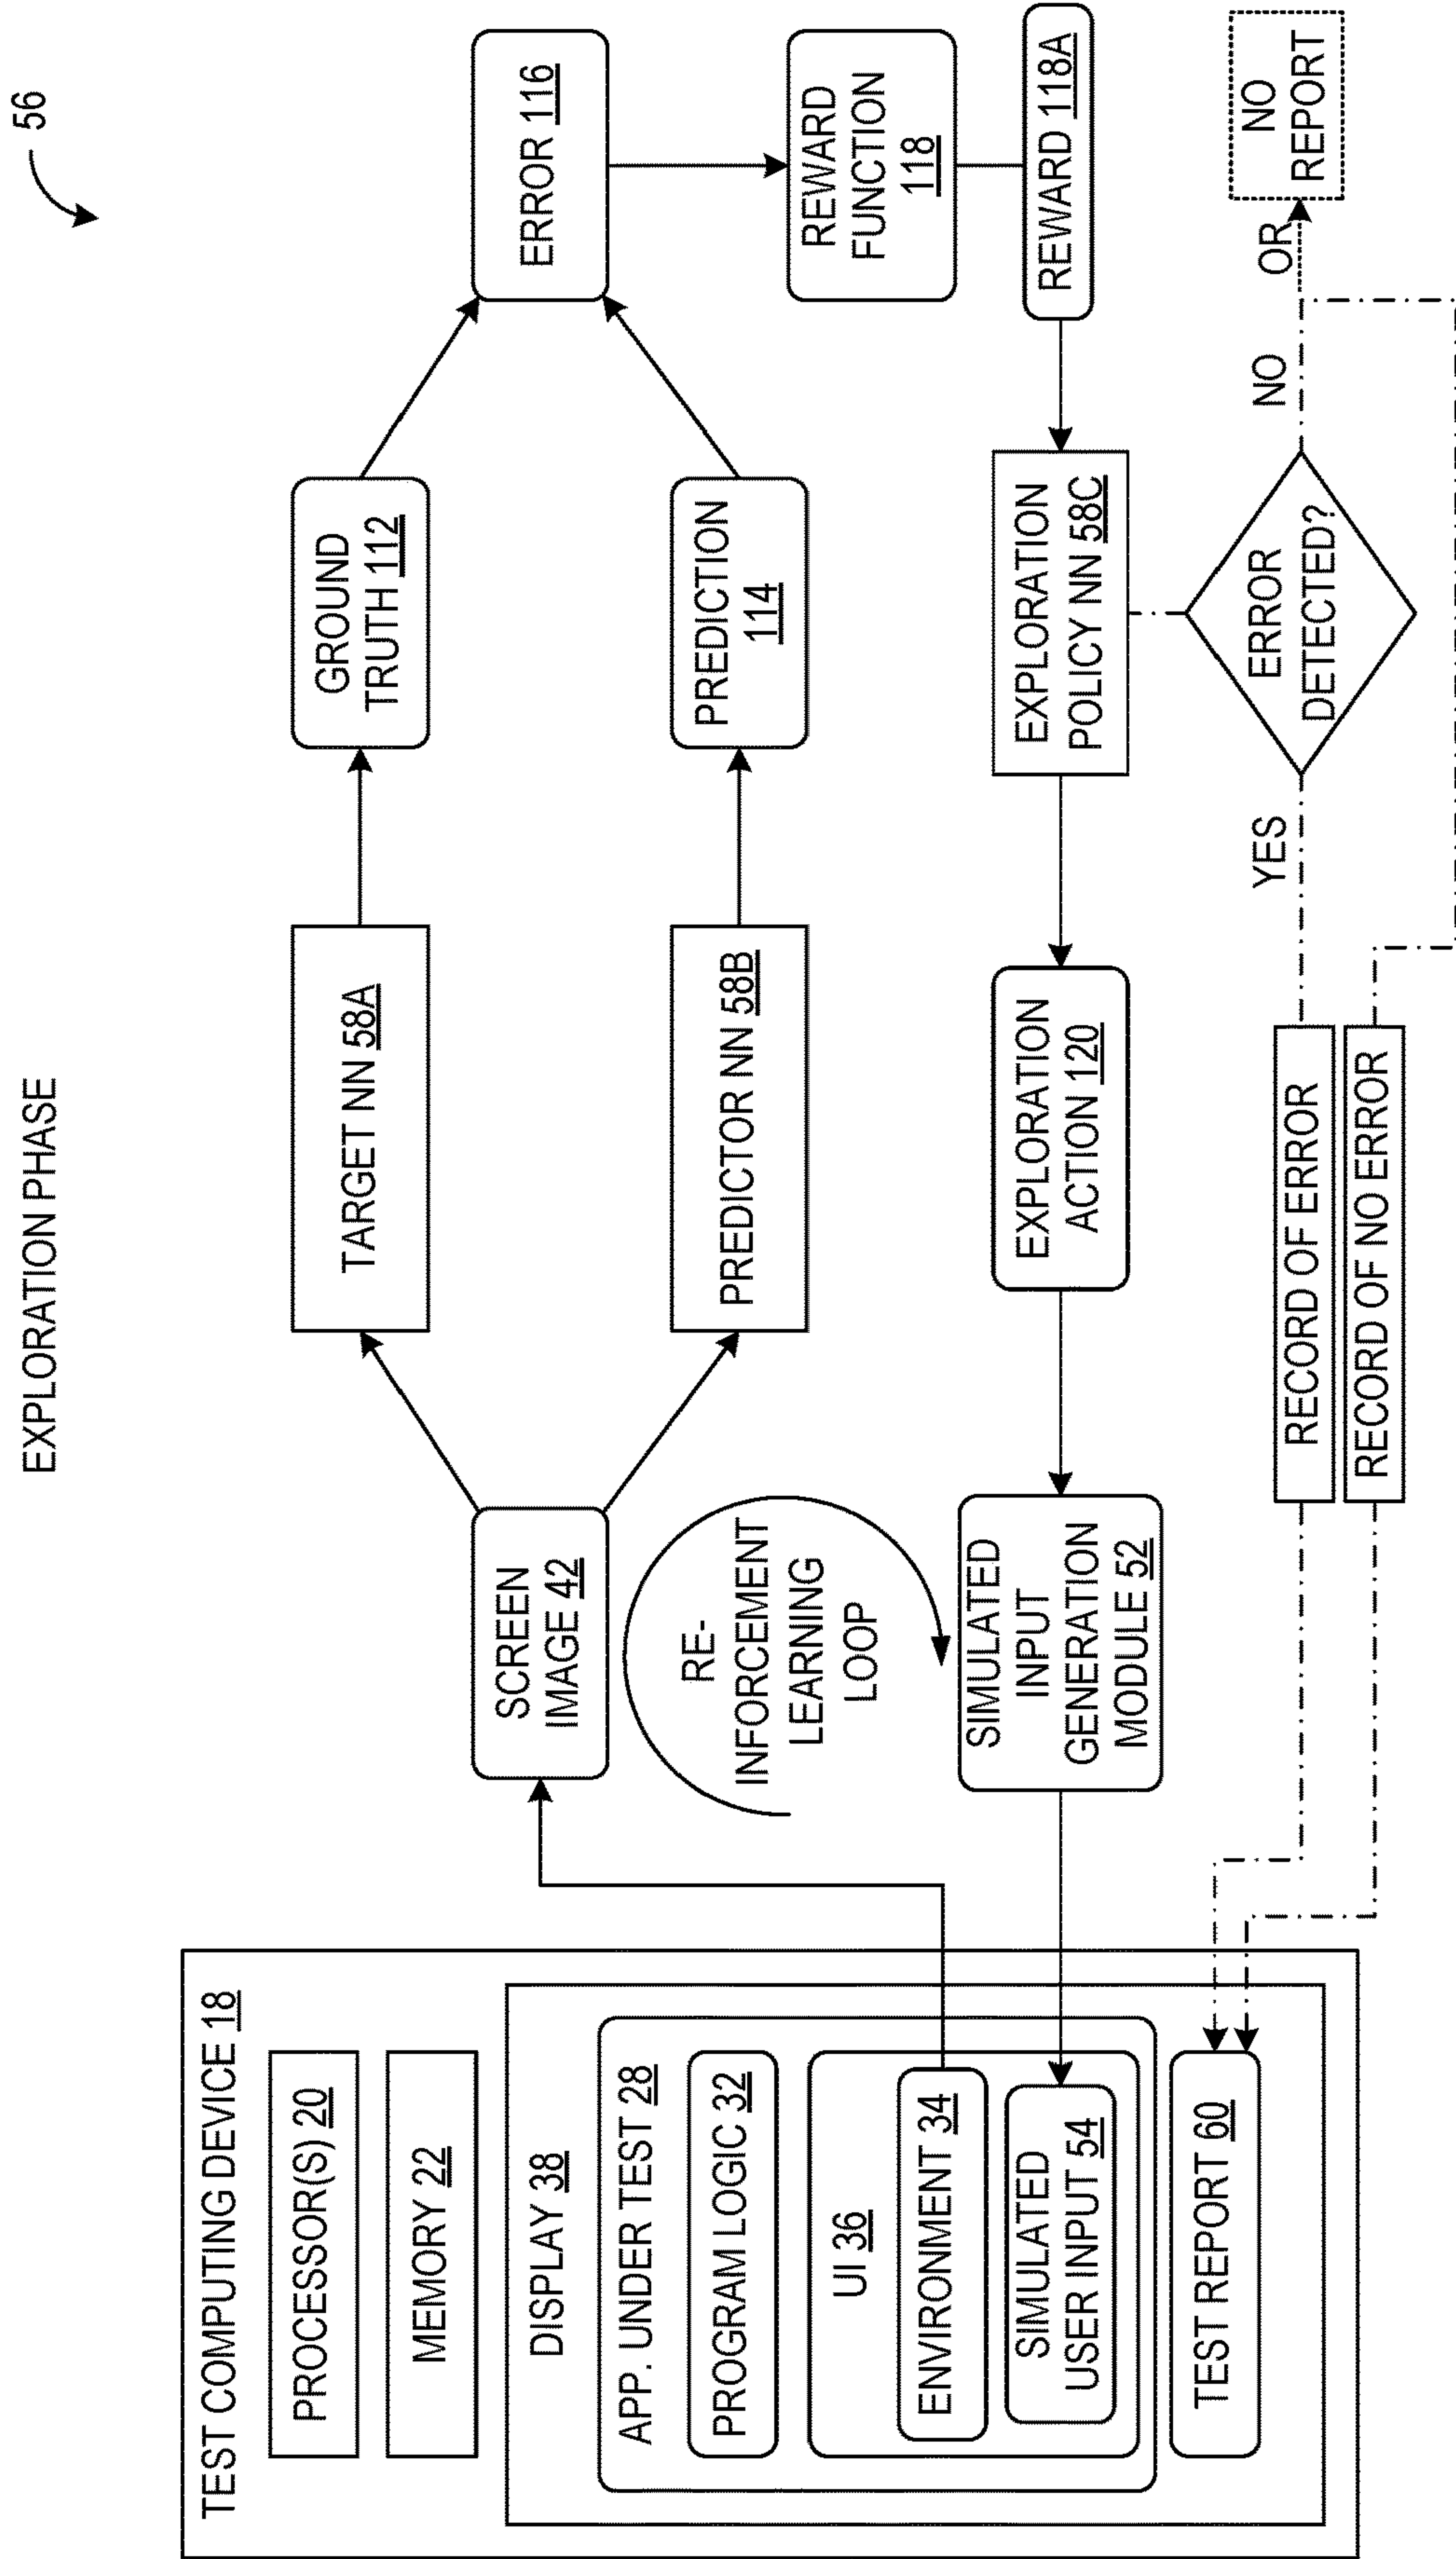 EXPLORATION PHASE
56
TEST COMPUTING DEVICE 18
PROCESSOR(S) 20
MEMORY 22
DISPLAY 38
APP. UNDER TEST 28
PROGRAM LOGIC 32
UI 36
ENVIRONMENT 34
SIMULATED
USER INPUT 54
TEST REPORT 60
SCREEN
IMAGE 42
RE-
INFORCEMENT
LEARNING
LOOP
TARGET NN 58A
PREDICTOR NN 58B
GROUND
TRUTH 112
PREDICTION
114
ERROR 116
REWARD
FUNCTION
118
REWARD 118A
EXPLORATION
POLICY NN 58C
EXPLORATION
ACTION 120
SIMULATED
INPUT
GENERATION
MODULE 52
ERROR
DETECTED?
YES
NO
OR
NO
REPORT
RECORD OF ERROR
RECORD OF NO ERROR